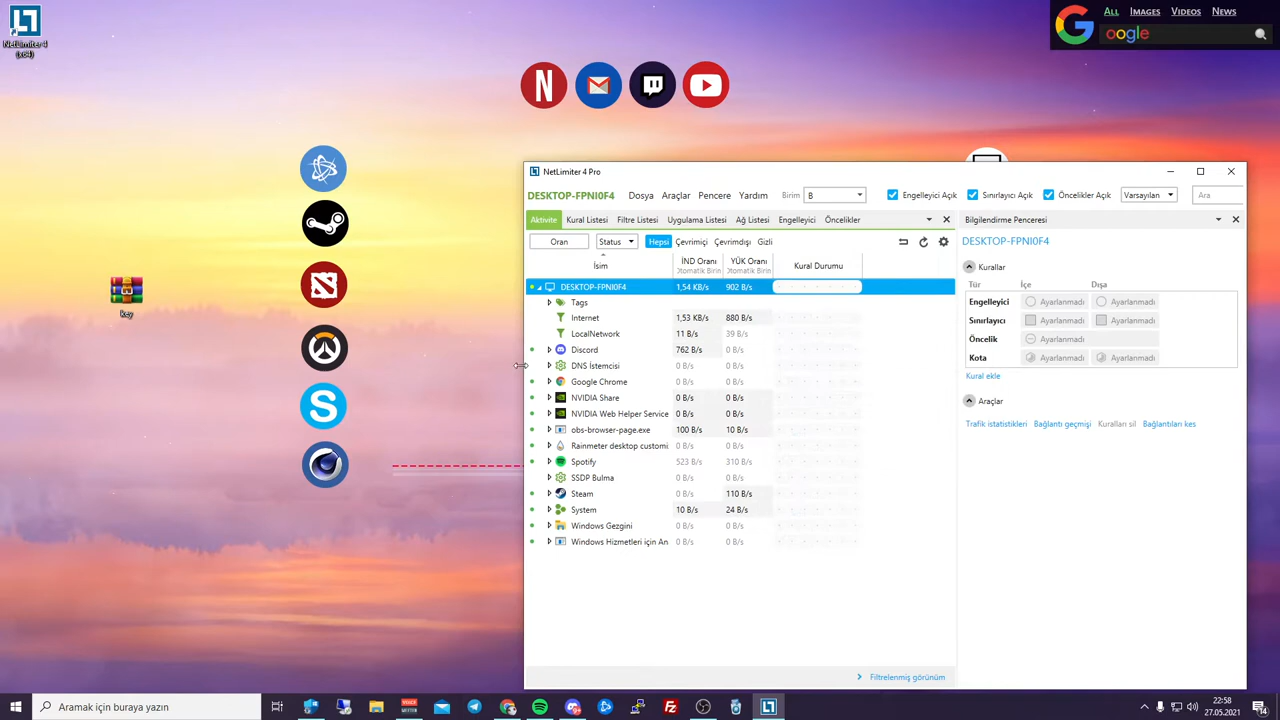 NetLimiter 4
(x64)
ALL IMAGES VIDEOS NEWS
oogle
key
NetLimiter 4 Pro
DESKTOP-FPNI0F4 Dosya Araçlar Pencere Yardım Birim B Engelleyici Açık Sınırlayıcı Açık Öncelikler Açık Varsayılan Ara
Aktivite Kural Listesi Filtre Listesi Uygulama Listesi Ağ Listesi Engelleyici Öncelikler
Bilgilendirme Penceresi
Oran Status Hepsi Çevrimiçi Çevrimdışı Gizli
DESKTOP-FPNI0F4
İsim İND Oranı YÜK Oranı Kural Durumu
Otomatik Birin Otomatik Birin
DESKTOP-FPNI0F4 1,54 KB/s 902 B/s
Tags
Internet 1,53 KB/s 880 B/s
LocalNetwork 11 B/s 39 B/s
Discord 762 B/s 0 B/s
DNS İstemcisi 0 B/s 0 B/s
Google Chrome 0 B/s 0 B/s
NVIDIA Share 0 B/s 0 B/s
NVIDIA Web Helper Service 0 B/s 0 B/s
obs-browser-page.exe 100 B/s 10 B/s
Rainmeter desktop customi: 0 B/s 0 B/s
Spotify 523 B/s 310 B/s
SSDP Bulma 0 B/s 0 B/s
Steam 0 B/s 110 B/s
System 10 B/s 24 B/s
Windows Gezgini 0 B/s 0 B/s
Windows Hizmetleri için An 0 B/s 0 B/s
Filtrelenmiş görünüm
Kurallar
Tür İçe Dışa
Engelleyici Ayarlanmadı Ayarlanmadı
Sınırlayıcı Ayarlanmadı Ayarlanmadı
Öncelik Ayarlanmadı
Kota Ayarlanmadı Ayarlanmadı
Kural ekle
Araçlar
Trafik istatistikleri Bağlantı geçmişi Kuralları sil Bağlantıları kes
Aramak için buraya yazın
22:58
27.05.2021